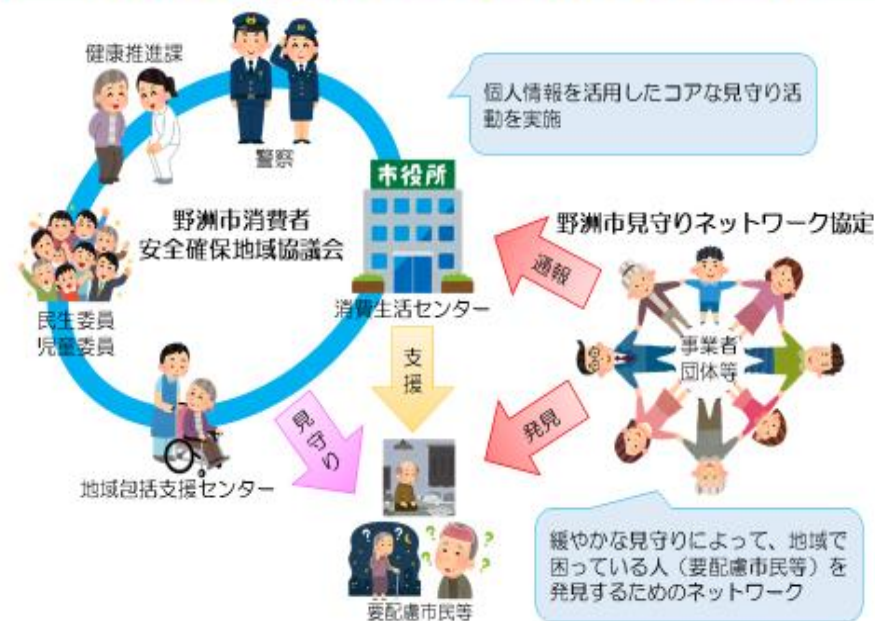 健康推進課
警察
個人情報を活用したコアな見守り活
動を実施
市役所
野洲市消費者
安全確保地域協議会
野洲市見守りネットワーク協定
通報
消費生活センター
民生委員
児童委員
支援
事業者
団体等
見守り
発見
地域包括支援センター
緩やかな見守りによって、地域で
困っている人（要配慮市民等）を
発見するためのネットワーク
要配慮市民等